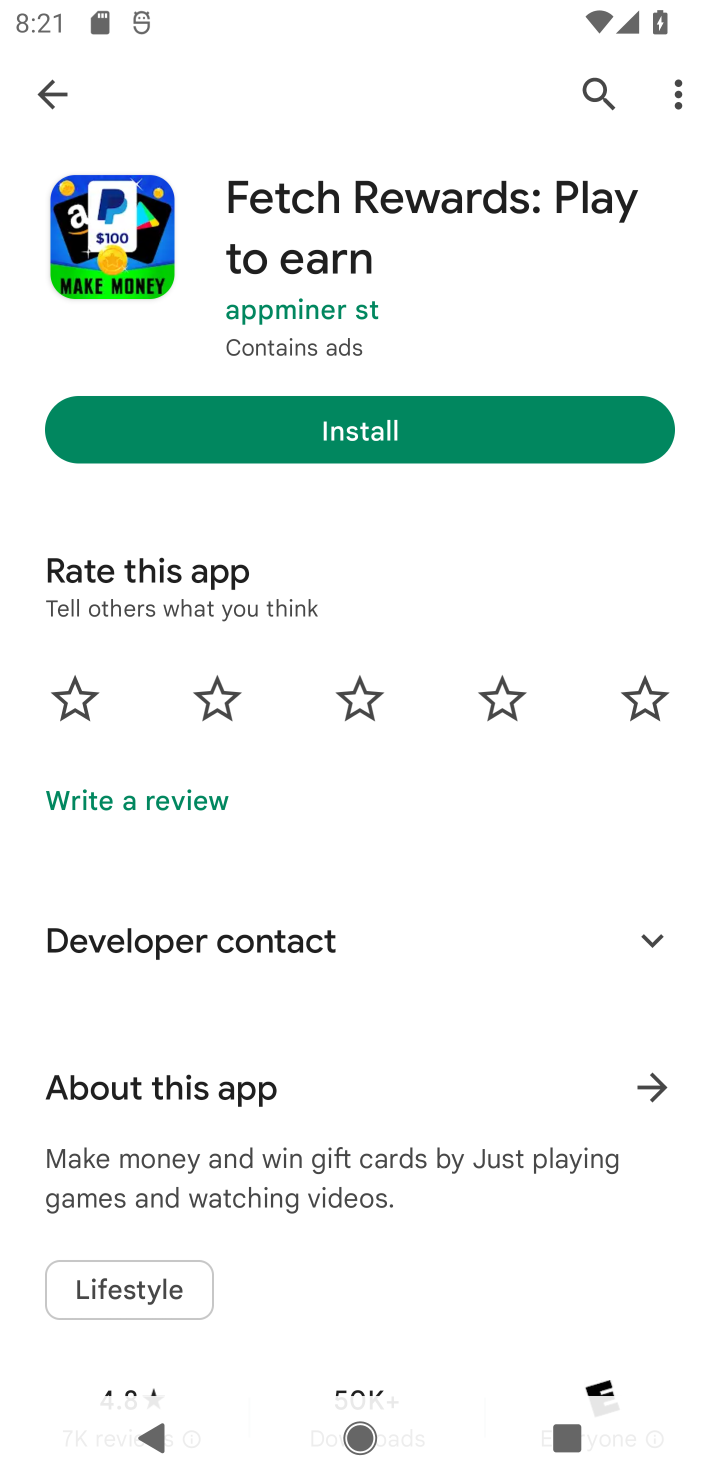 8:21
Fetch Rewards: Play
to earn
appminer st
Contains ads
$100
MAKE MONEY
Install
Rate this app
Tell others what you think
Write a review
Developer contact
About this app
Make money and win gift cards by Just playing
games and watching videos.
Lifestyle
4.8★ 50K+
7K reviews Downloads Everyone